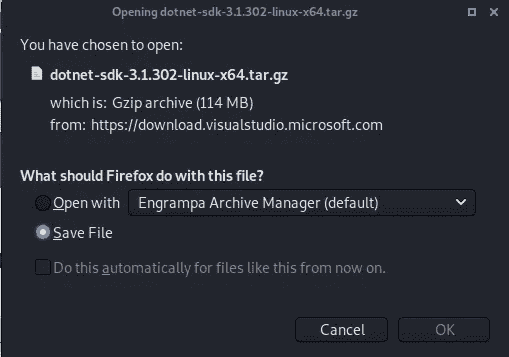 Opening dotnet-sdk-3.1.302-linux-x64.tar.gz
You have chosen to open:
dotnet-sdk-3.1.302-linux-x64.tar.gz
which is: Gzip archive (114 MB)
from: https://download.visualstudio.microsoft.com
What should Firefox do with this file?
Open with Engrampa Archive Manager (default)
Save File
Do this automatically for files like this from now on.
Cancel OK